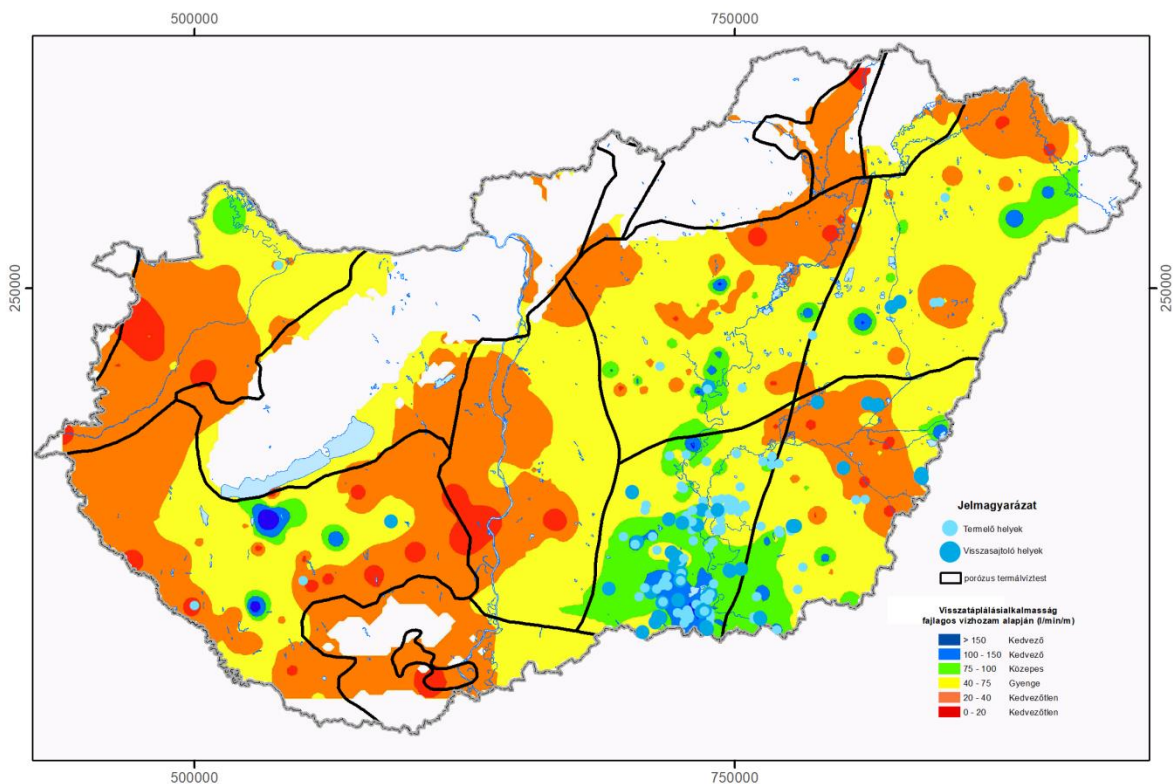 500000
750000
250000
250000
Jelmagyarázat
Termelő helyek
Visszasajtoló helyek
porózus termálvíztest
Visszatáplálásialkalmasság
fajlagos vízhozam alapján (l/min/m)
> 150 Kedvező
100 - 150 Kedvező
75 - 100 Közepes
40 - 75 Gyenge
20 - 40 Kedvezőtlen
0 - 20 Kedvezőtlen
500000
750000